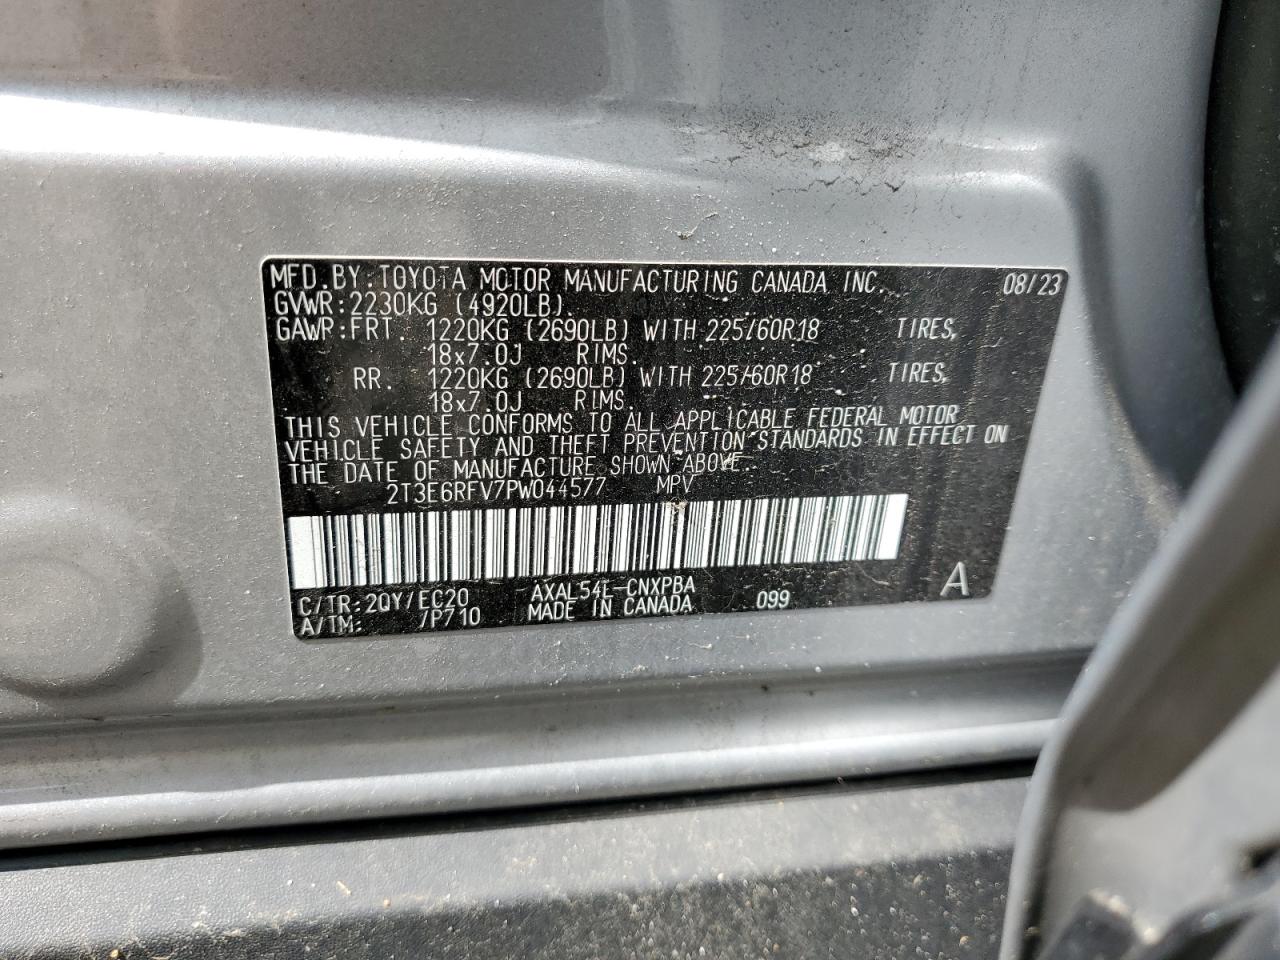 MFD.BY:TOYOTA MOTOR MANUFACTURING CANADA INC. 08/23
GVWR:2230KG (4920LB)
GAWR:FRT. 1220KG (2690LB) WITH 225/60R18 TIRES,
18x7.0J RIMS.
RR. 1220KG (2690LB) WITH 225/60R18 TIRES,
18x7.0J RIMS.
THIS VEHICLE CONFORMS TO ALL APPLICABLE FEDERAL MOTOR
VEHICLE SAFETY AND THEFT PREVENTION STANDARDS IN EFFECT ON
THE DATE OF MANUFACTURE SHOWN ABOVE.
2T3E6RFV7PW044577 MPV
C/TR:2QY/EC20 AXAL54L-CNXPBA 099 A
A/TM: /P710 MADE IN CANADA